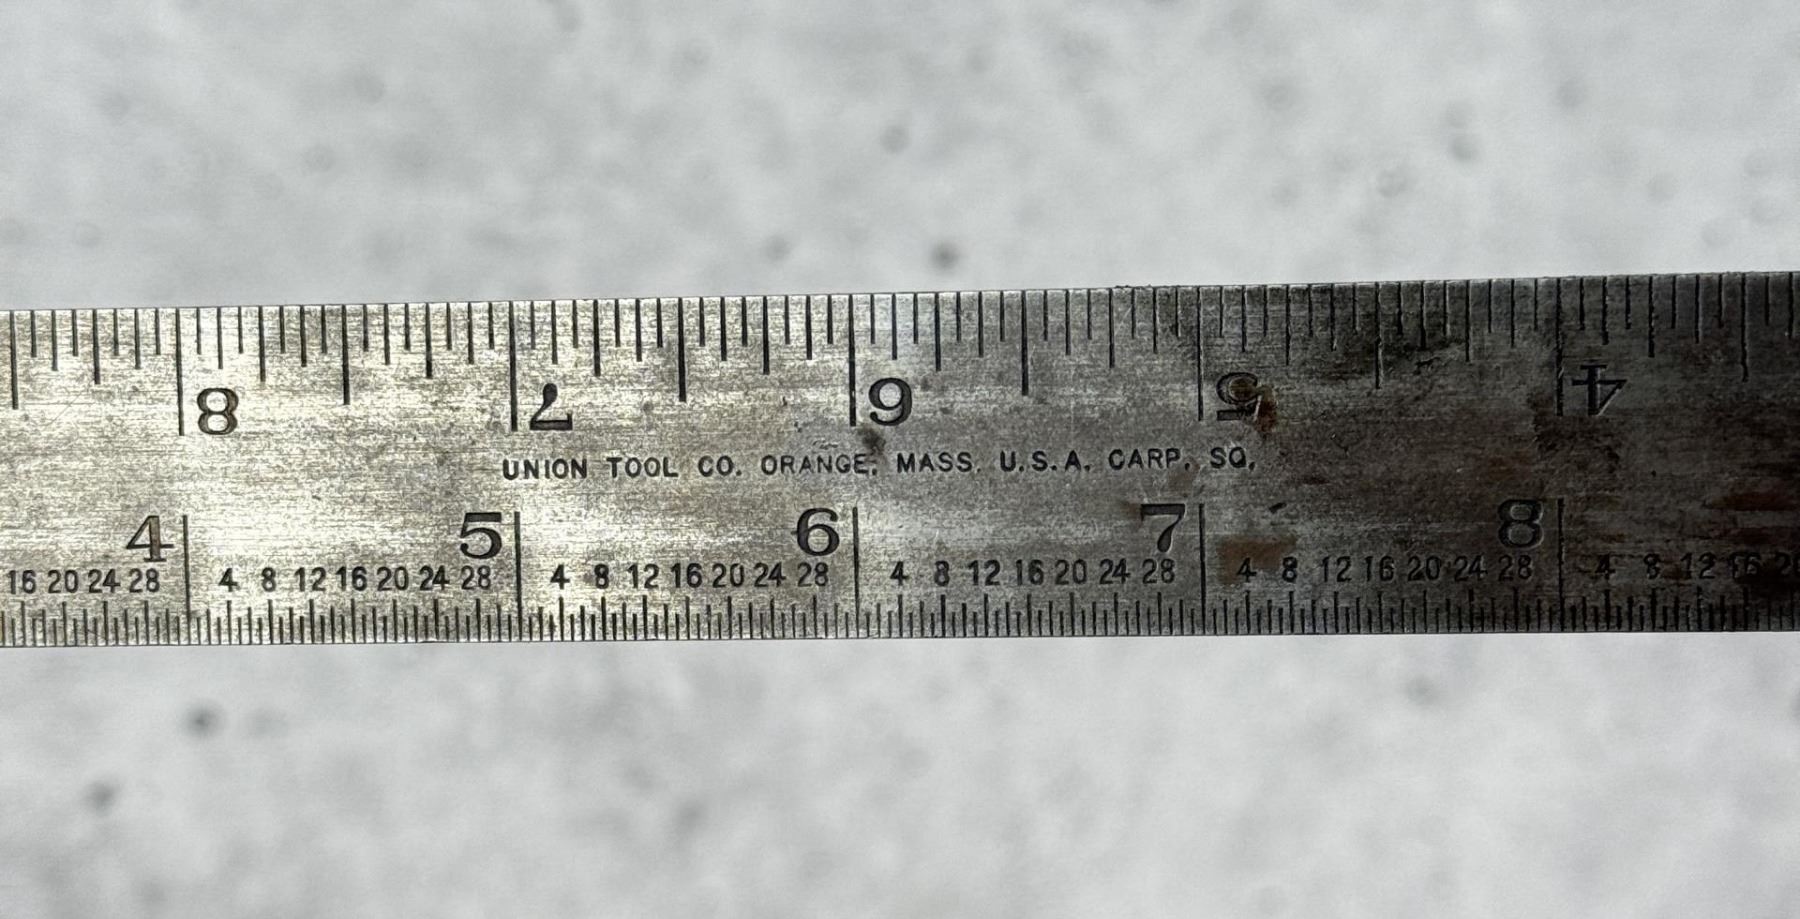 8 7 6 5 4
UNION TOOL CO. ORANGE, MASS. U.S.A. CARP. SQ.
4 5 6 7 8
16 20 24 28 4 8 12 16 20 24 28 4 8 12 16 20 24 28 4 8 12 16 20 24 28 4 8 12 16 20 24 28 4 8 12 16